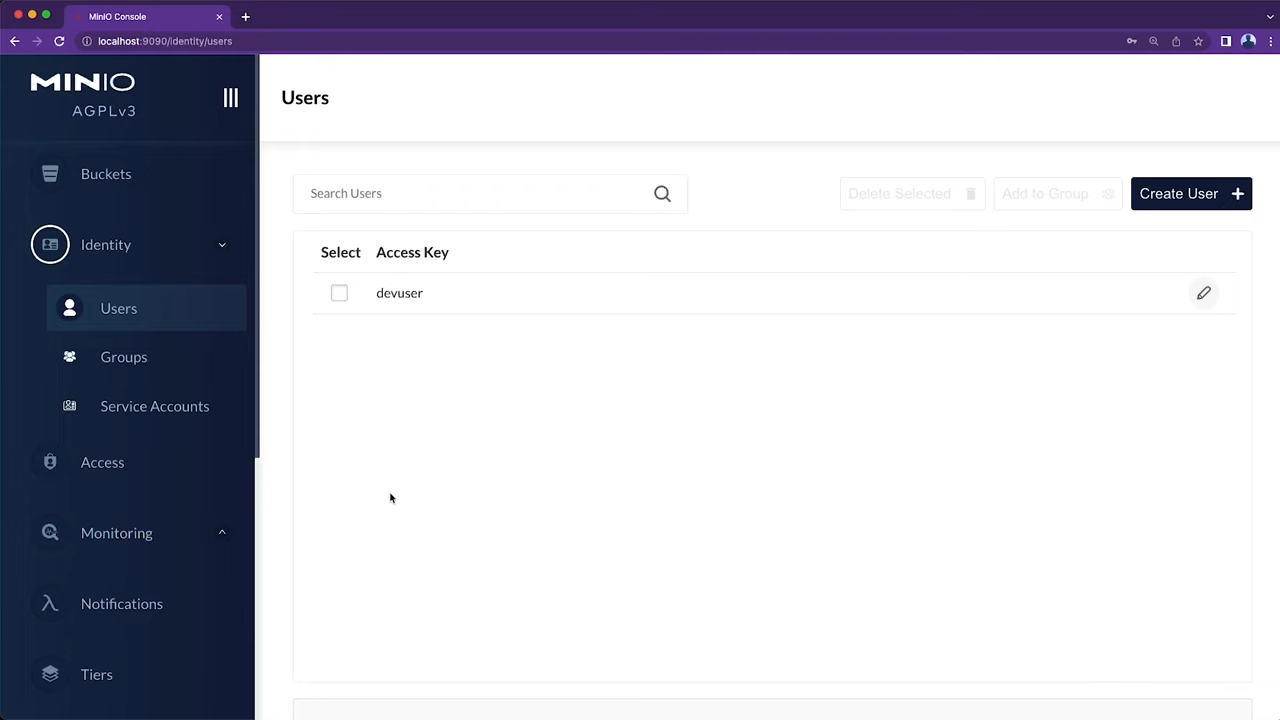 MinIO Console
localhost:9090/identity/users
MINIO
AGPLv3
Buckets
Identity
Users
Groups
Service Accounts
Access
Monitoring
Notifications
Tiers
Users
Search Users
Delete Selected
Add to Group
Create User
Select Access Key
devuser